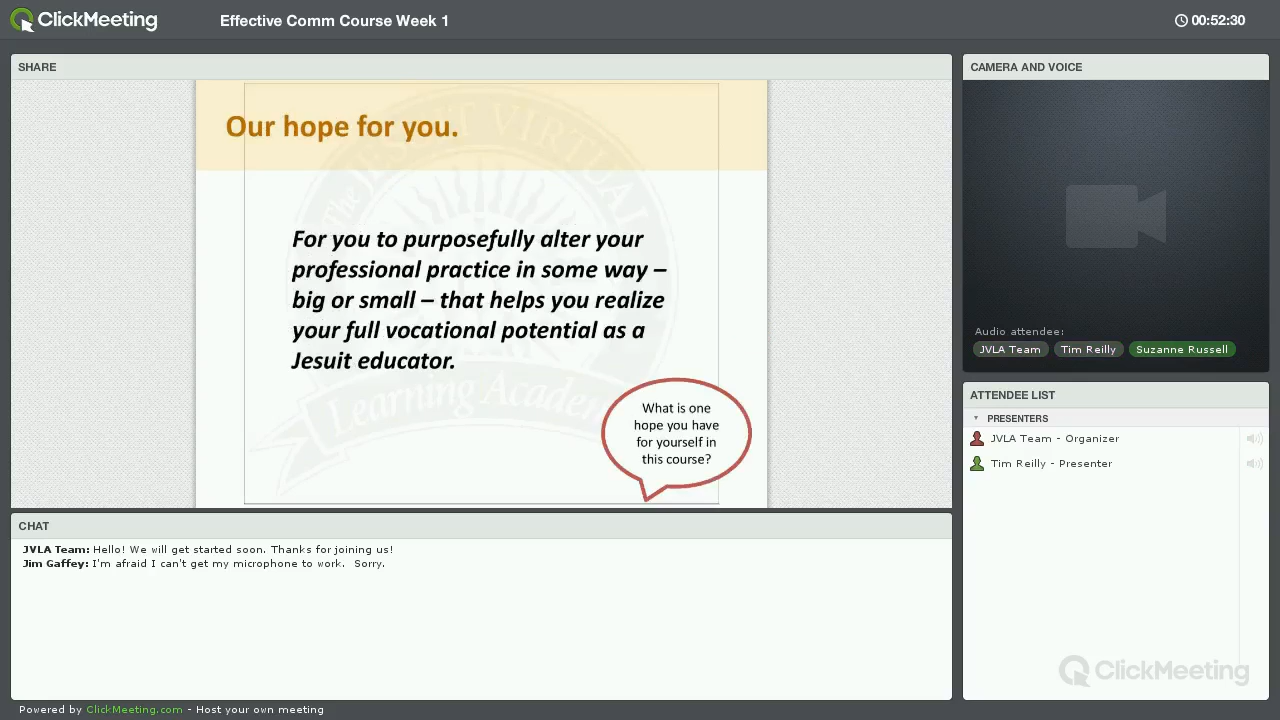 ClickMeeting
Effective Comm Course Week 1
00:52:30
SHARE
The JESUIT VIRTUAL
Learning Academy
Our hope for you.
For you to purposefully alter your
professional practice in some way –
big or small – that helps you realize
your full vocational potential as a
Jesuit educator.
What is one
hope you have
for yourself in
this course?
CAMERA AND VOICE
Audio attendee:
JVLA Team
Tim Reilly
Suzanne Russell
ATTENDEE LIST
PRESENTERS
JVLA Team - Organizer
Tim Reilly - Presenter
ClickMeeting
CHAT
JVLA Team: Hello! We will get started soon. Thanks for joining us!
Jim Gaffey: I'm afraid I can't get my microphone to work.  Sorry.
Powered by ClickMeeting.com - Host your own meeting